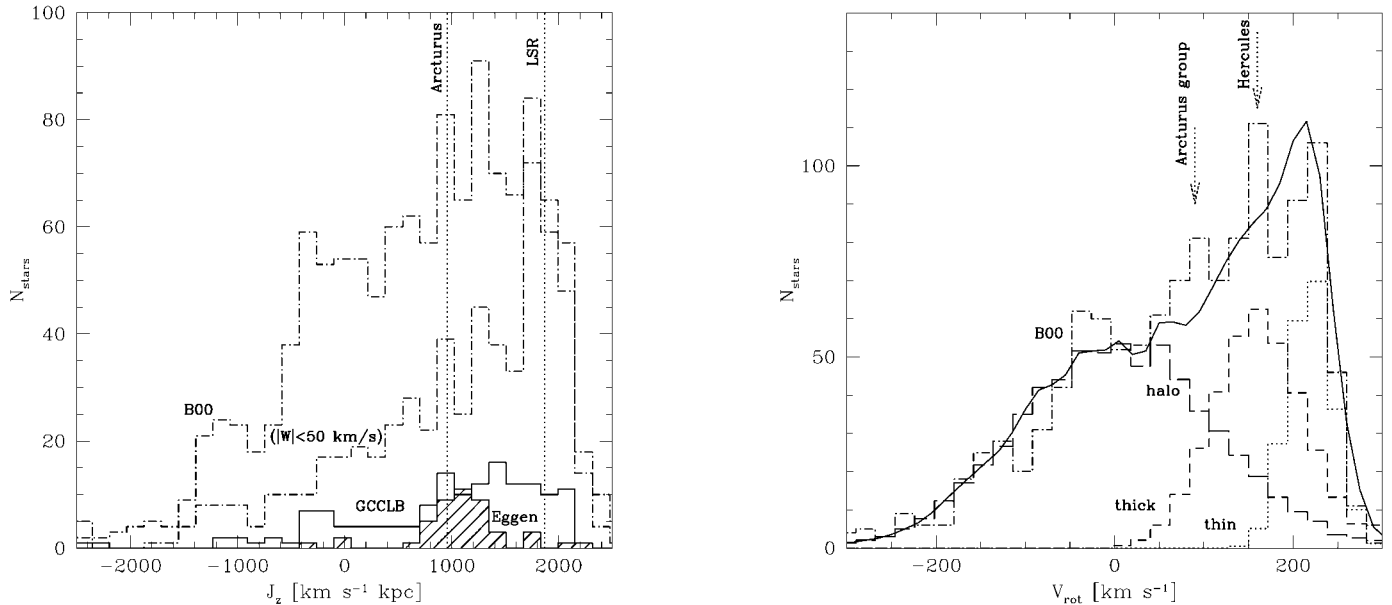 100
80
60
40
20
0
N_stars
-2000
-1000
0
1000
2000
J_z [km s⁻¹ kpc]
Arcturus
LSR
B00
(|W|<50 km/s)
GCCLB
Eggen
100
50
0
N_stars
-200
0
200
V_rot [km s⁻¹]
Arcturus group
Hercules
B00
halo
thick
thin